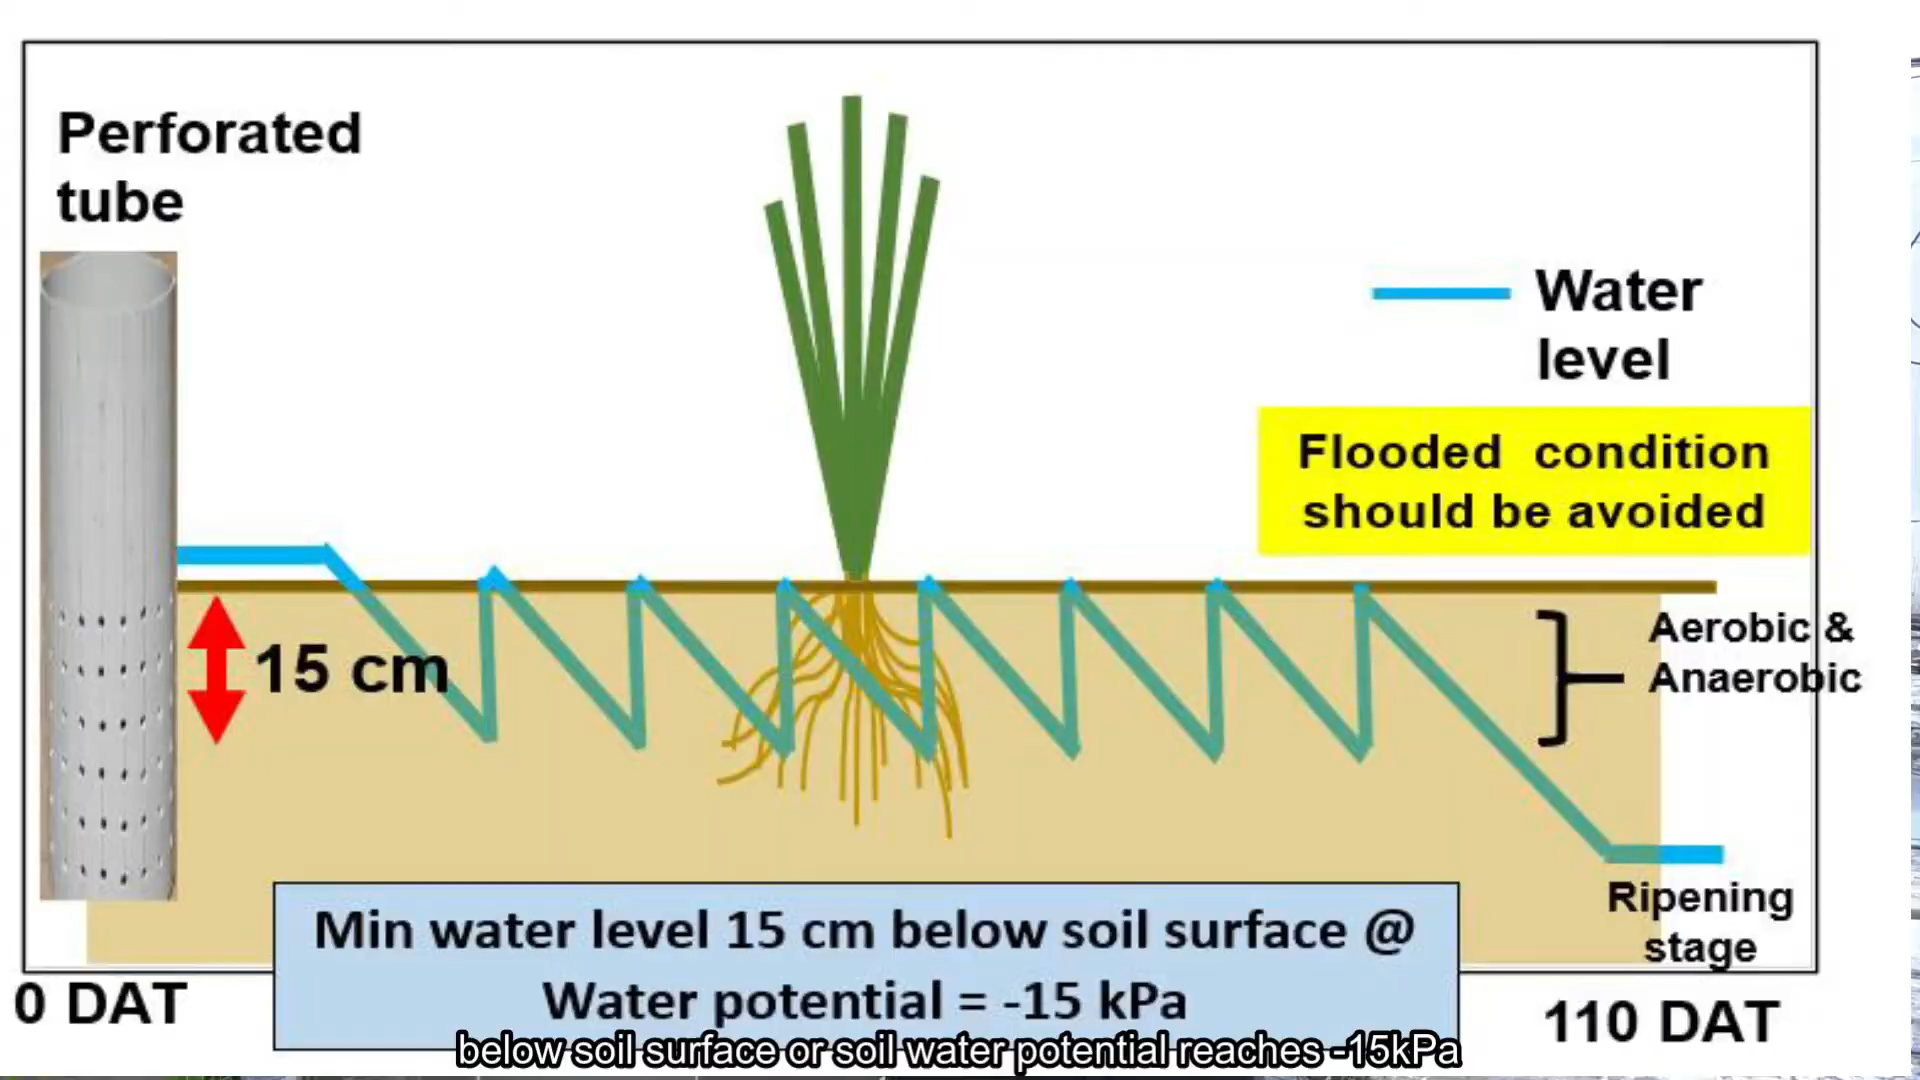 Perforated
tube
Water
level
Flooded condition
should be avoided
15 cm
Aerobic &
Anaerobic
Ripening
stage
Min water level 15 cm below soil surface @
Water potential = -15 kPa
0 DAT
110 DAT
below soil surface or soil water potential reaches -15kPa